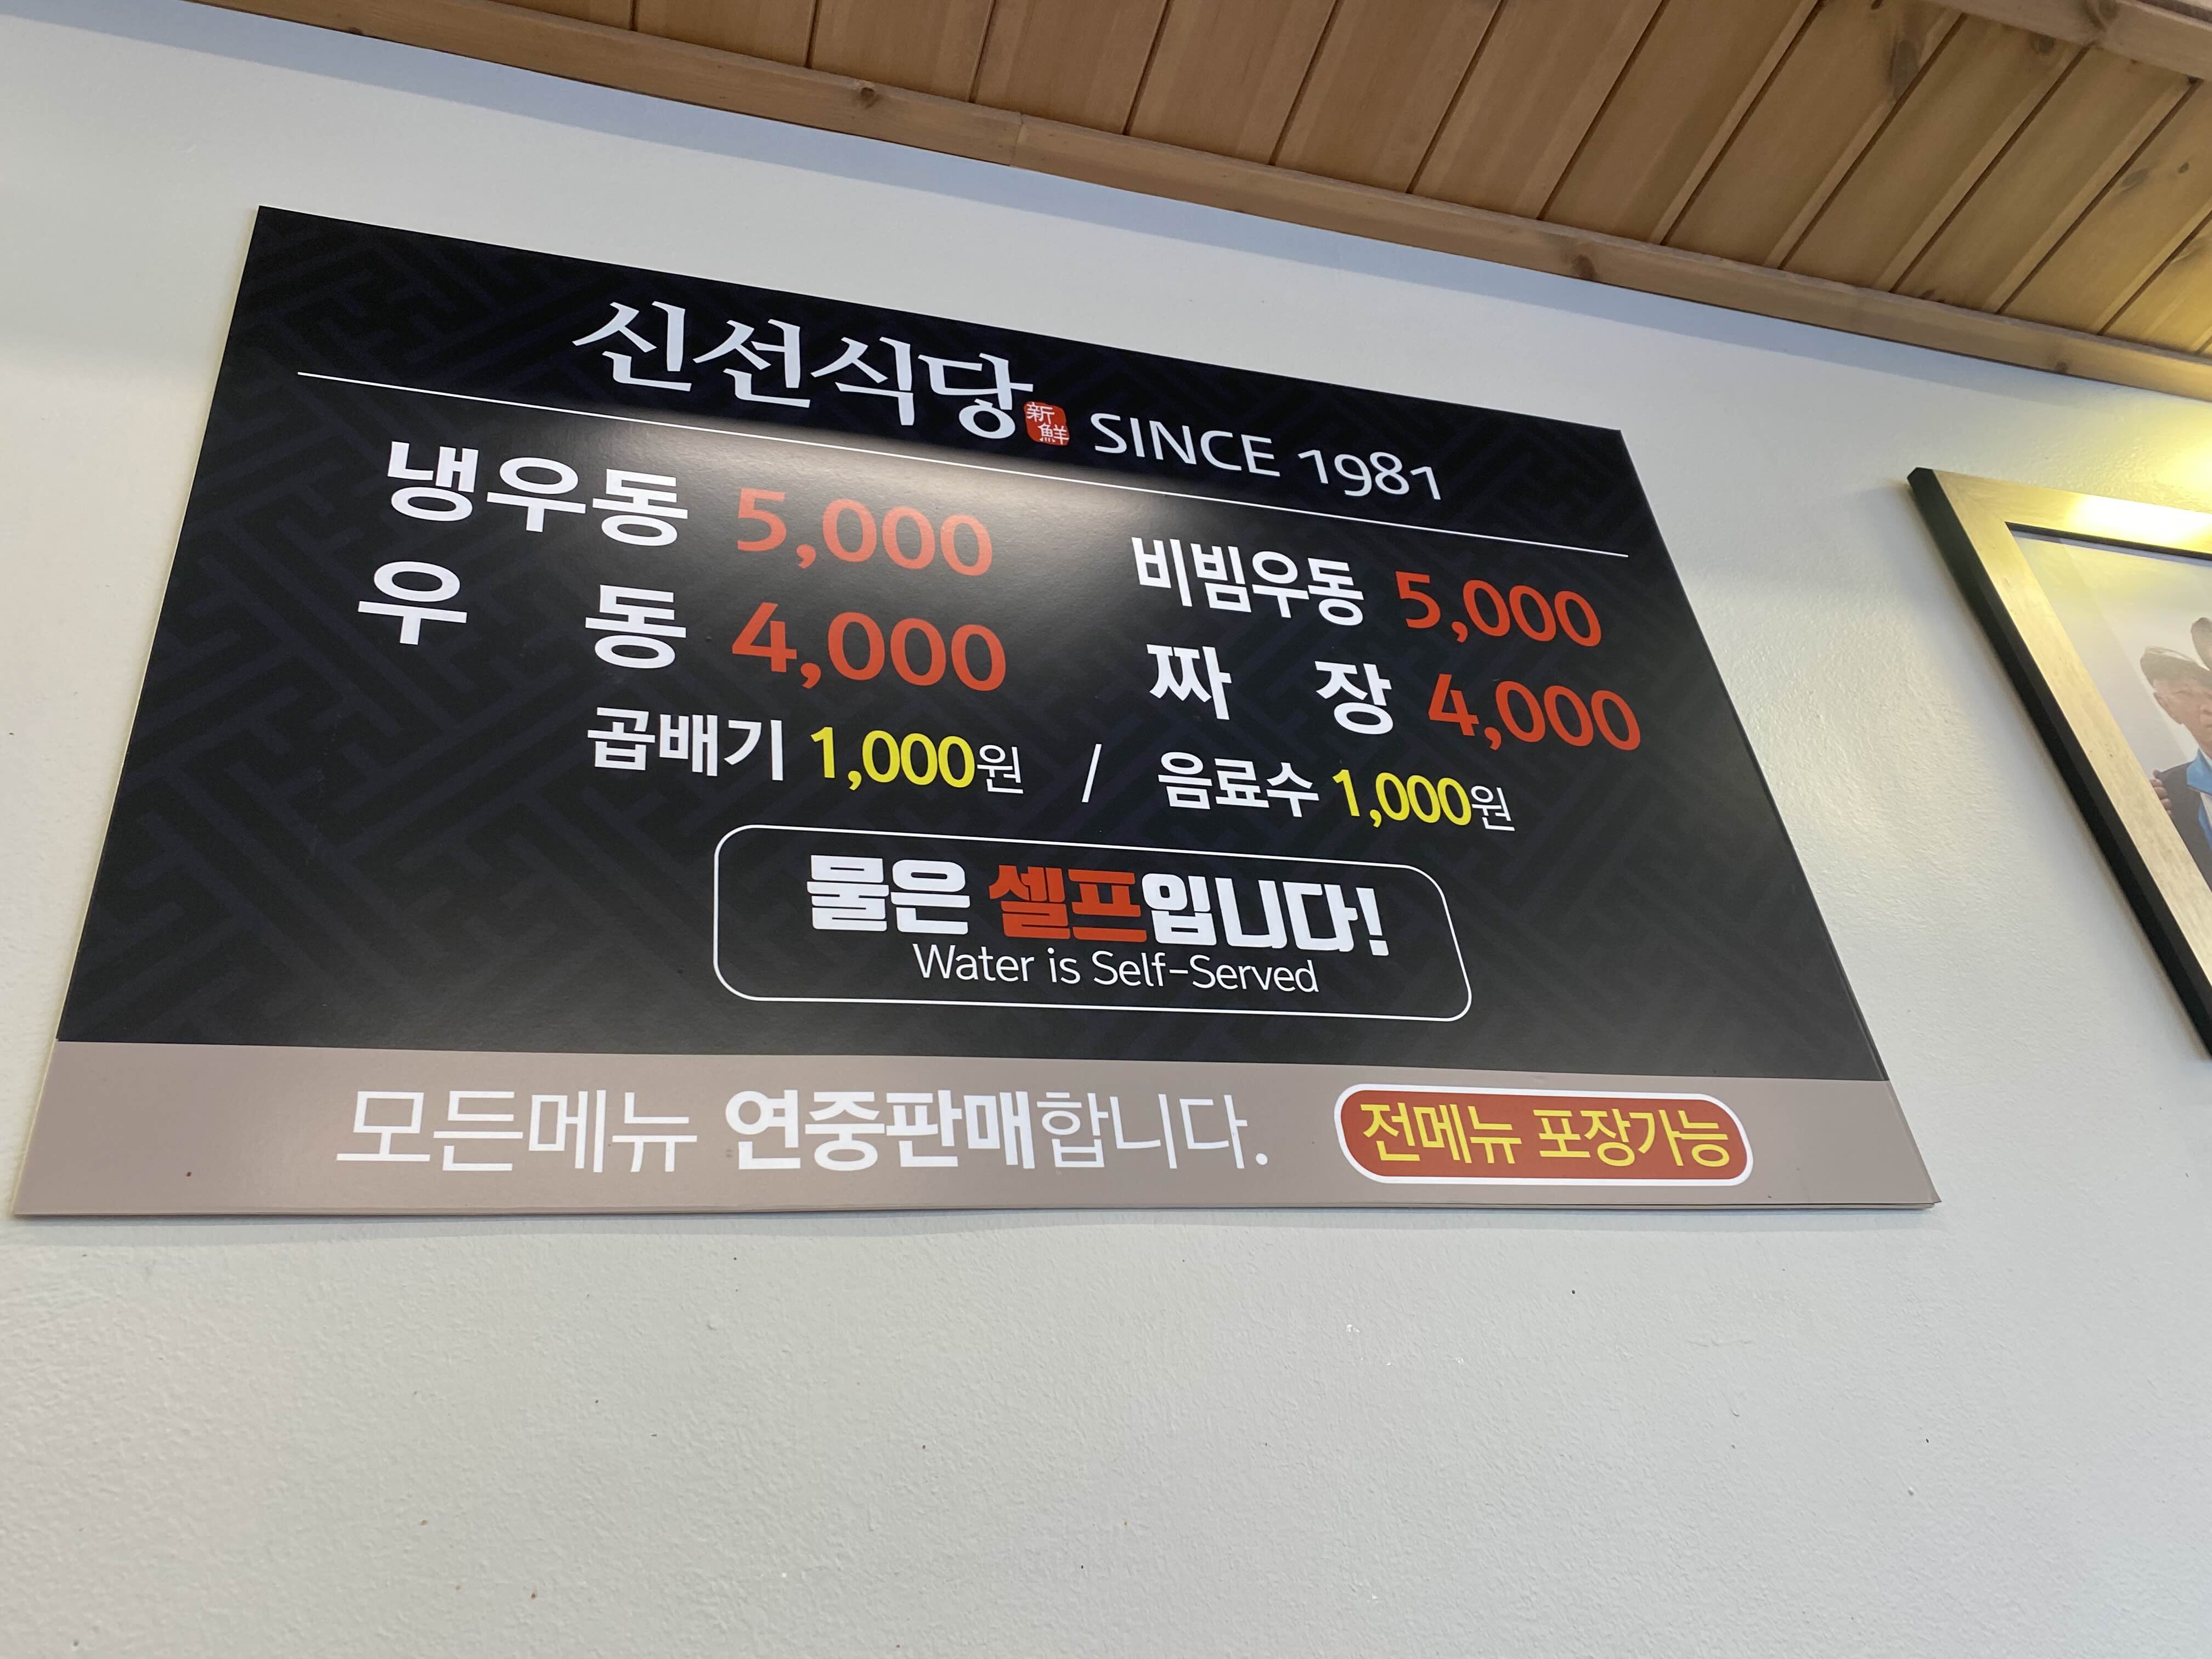 신선식당 新鮮 SINCE 1981
냉우동 5,000 비빔우동 5,000
우 동 4,000 짜 장 4,000
곱배기 1,000원 / 음료수 1,000원
물은 셀프입니다!
Water is Self-Served
모든메뉴 연중판매합니다. 전메뉴 포장가능